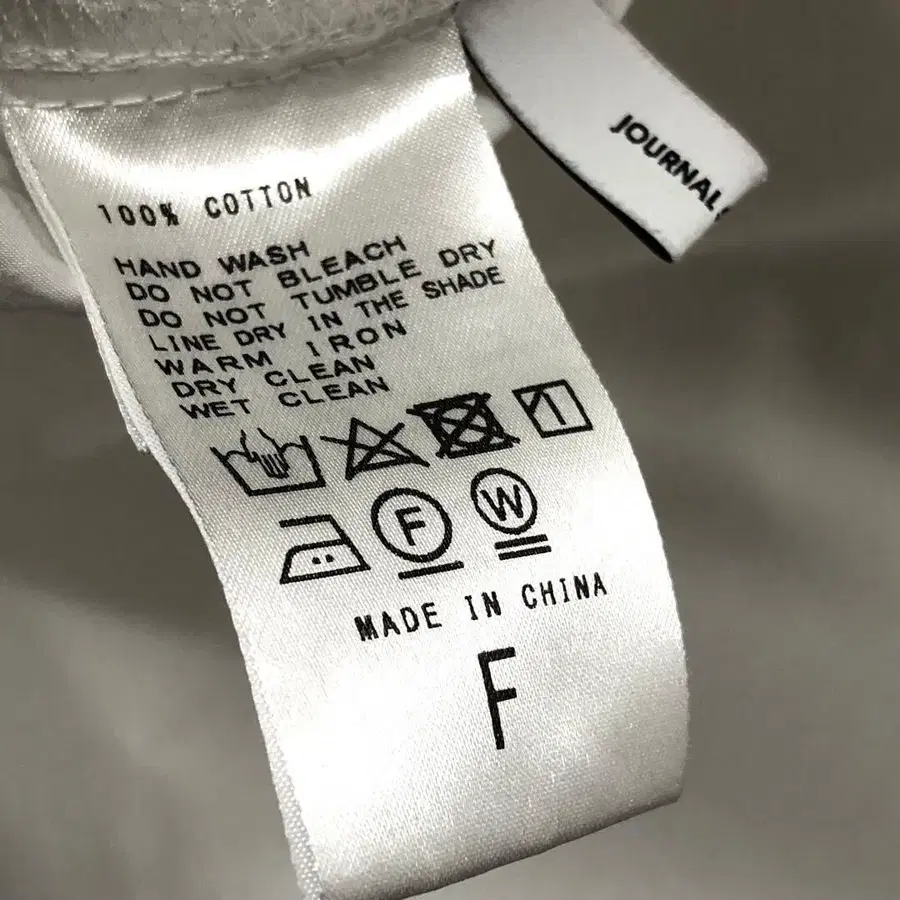 JOURNAL
100% COTTON
HAND WASH
DO NOT BLEACH
DO NOT TUMBLE DRY
LINE DRY IN THE SHADE
WARM IRON
DRY CLEAN
WET CLEAN
F
W
MADE IN CHINA
F